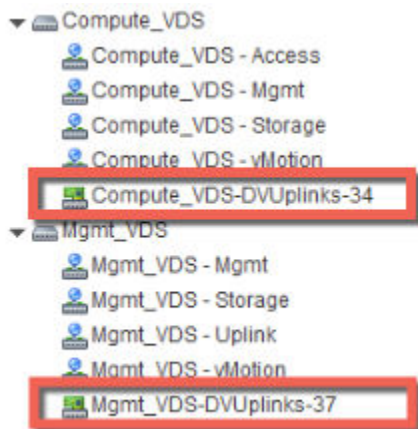 Compute_VDS
Compute_VDS - Access
Compute_VDS - Mgmt
Compute_VDS - Storage
Compute_VDS - vMotion
Compute_VDS-DVUplinks-34
Mgmt_VDS
Mgmt_VDS - Mgmt
Mgmt_VDS - Storage
Mgmt_VDS - Uplink
Mgmt_VDS - vMotion
Mgmt_VDS-DVUplinks-37